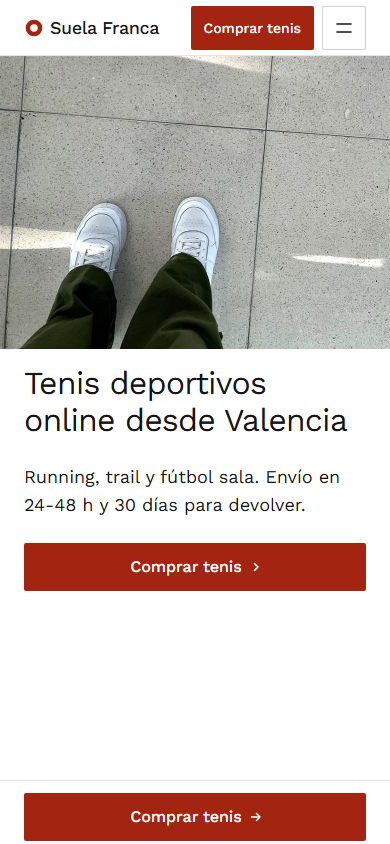 Suela Franca
Comprar tenis
Tenis deportivos
online desde Valencia
Running, trail y fútbol sala. Envío en
24-48 h y 30 días para devolver.
Comprar tenis
Comprar tenis